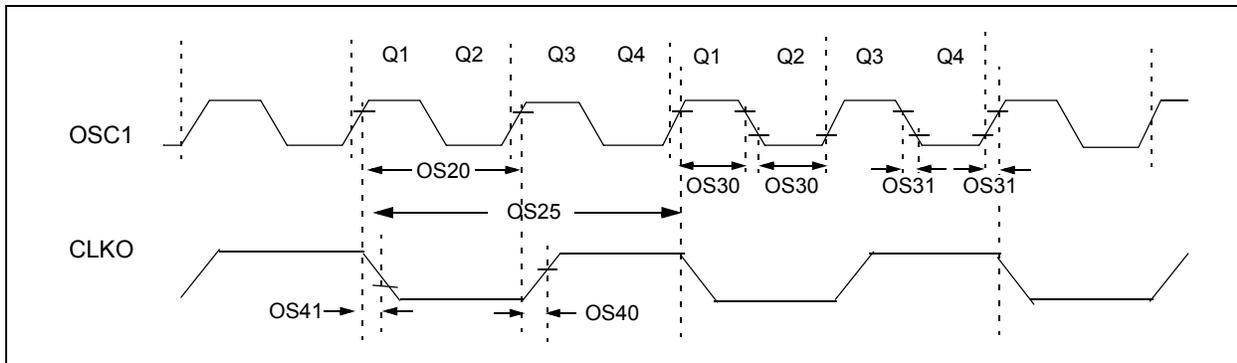 Q1 Q2 Q3 Q4 Q1 Q2 Q3 Q4
OSC1
OS20 OS30 OS30 OS31 OS31
OS25
CLKO
OS41 OS40